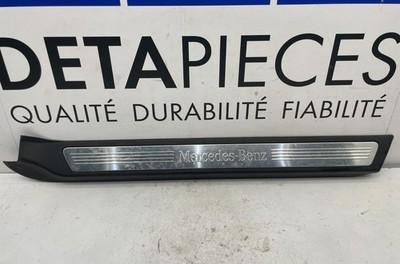 DETAPIECES
QUALITÉ DURABILITÉ FIABILITÉ
Mercedes-Benz